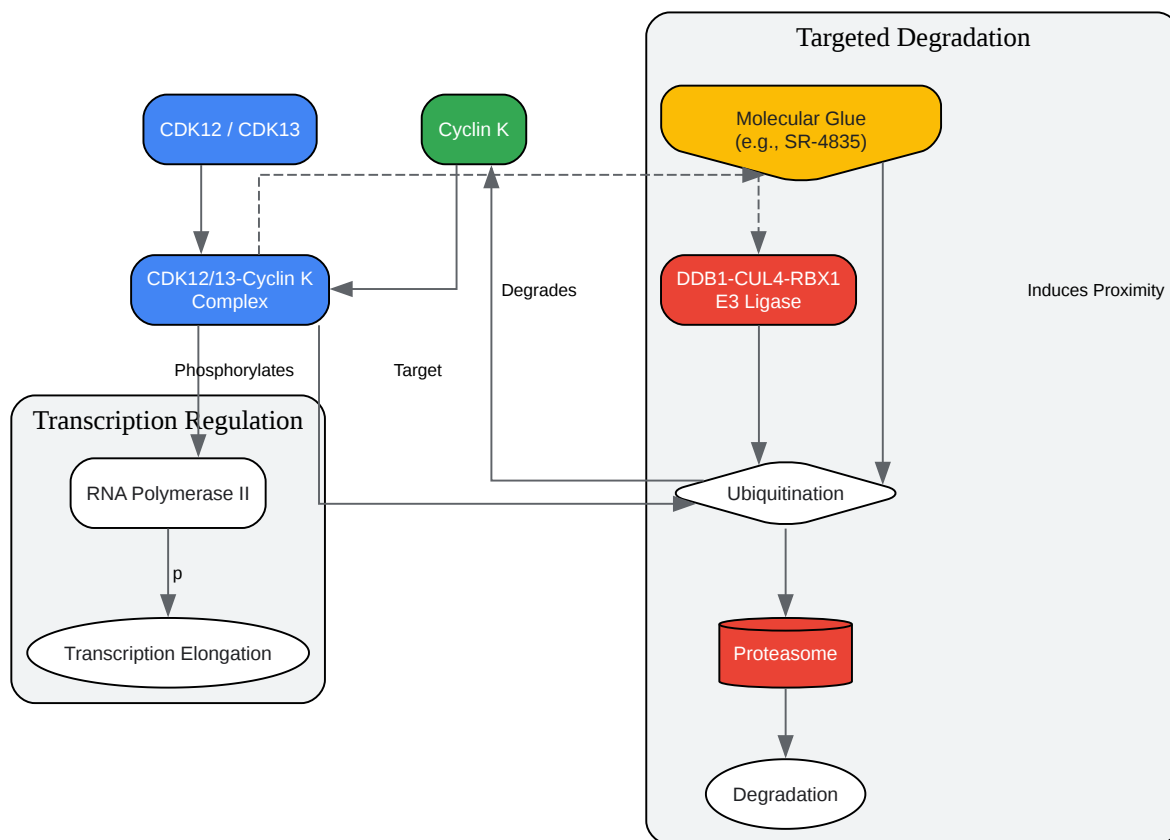 Targeted Degradation
CDK12 / CDK13
Cyclin K
Molecular Glue
(e.g., SR-4835)
CDK12/13-Cyclin K
Complex
Degrades
DDB1-CUL4-RBX1
E3 Ligase
Induces Proximity
Phosphorylates
Target
Transcription Regulation
RNA Polymerase II
Ubiquitination
p
Transcription Elongation
Proteasome
Degradation